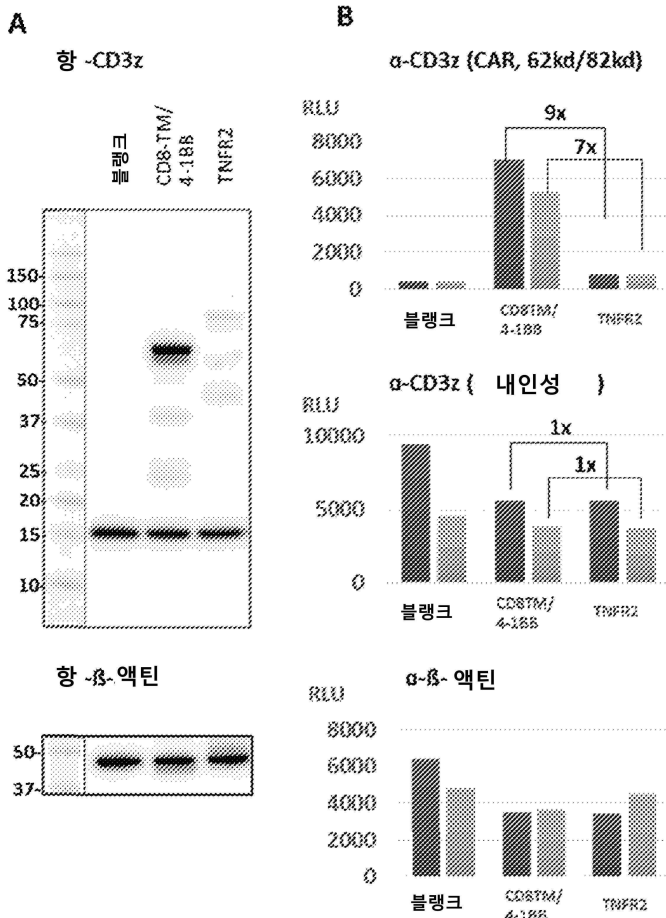 A
항 -CD3z
블랭크
CD8-TM/
4-1BB
TNFR2
150-
100-
75-
50-
37-
25-
20-
15-
10-
항 -ß- 액틴
50-
37-
B
α-CD3z (CAR, 62kd/82kd)
RLU
9x
7x
8000
6000
4000
2000
0
블랭크
CD8TM/
4-1BB
TNFR2
α-CD3z ( 내인성 )
RLU
1x
1x
10000
5000
0
블랭크
CD8TM/
4-1BB
TNFR2
α-ß- 액틴
RLU
8000
6000
4000
2000
0
블랭크
CD8TM/
4-1BB
TNFR2